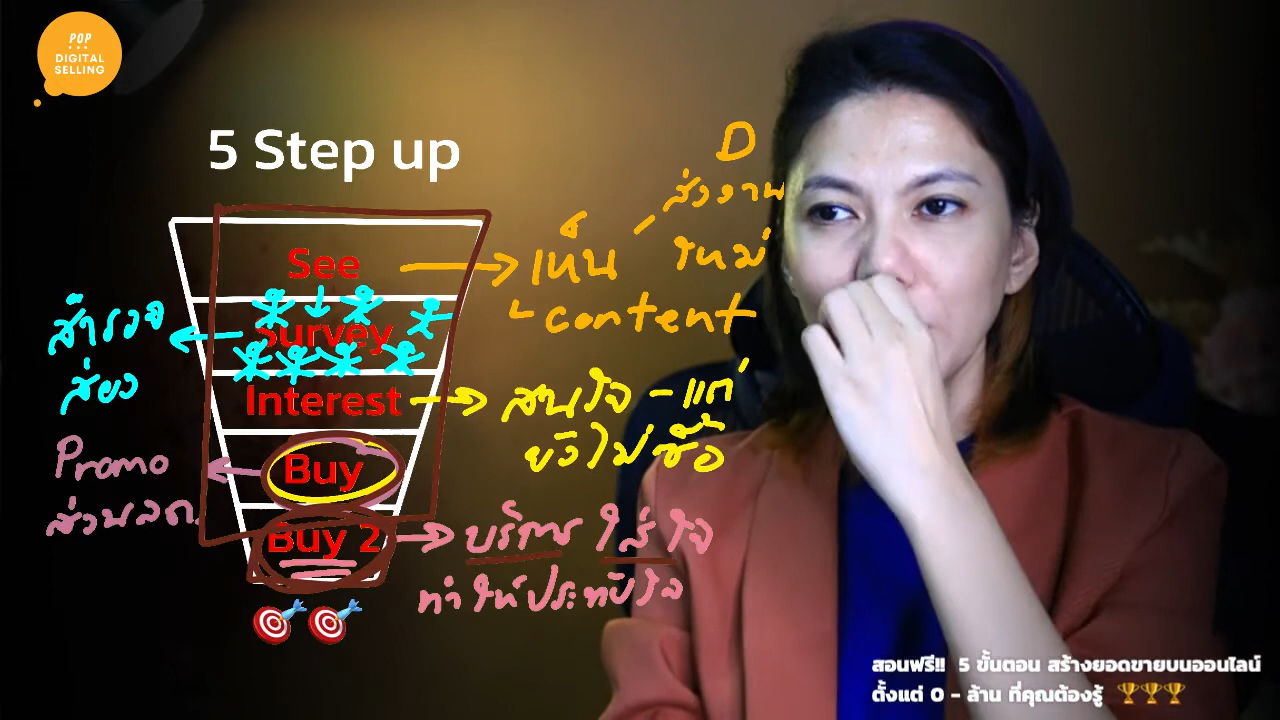 POP
DIGITAL
SELLING
5 Step up
See
Survey
Interest
Buy
Buy 2
D
ส่งงาน
ใหม่
เห็น
content
สำรวจ
สนใจ - แต่
ยังไม่ซื้อ
Promo
ส่วนลด
บริการ ใส่ใจ
ทำให้ประทับใจ
สอนฟรี!! 5 ขั้นตอน สร้างยอดขายบนออนไลน์
ตั้งแต่ 0 - ล้าน ที่คุณต้องรู้